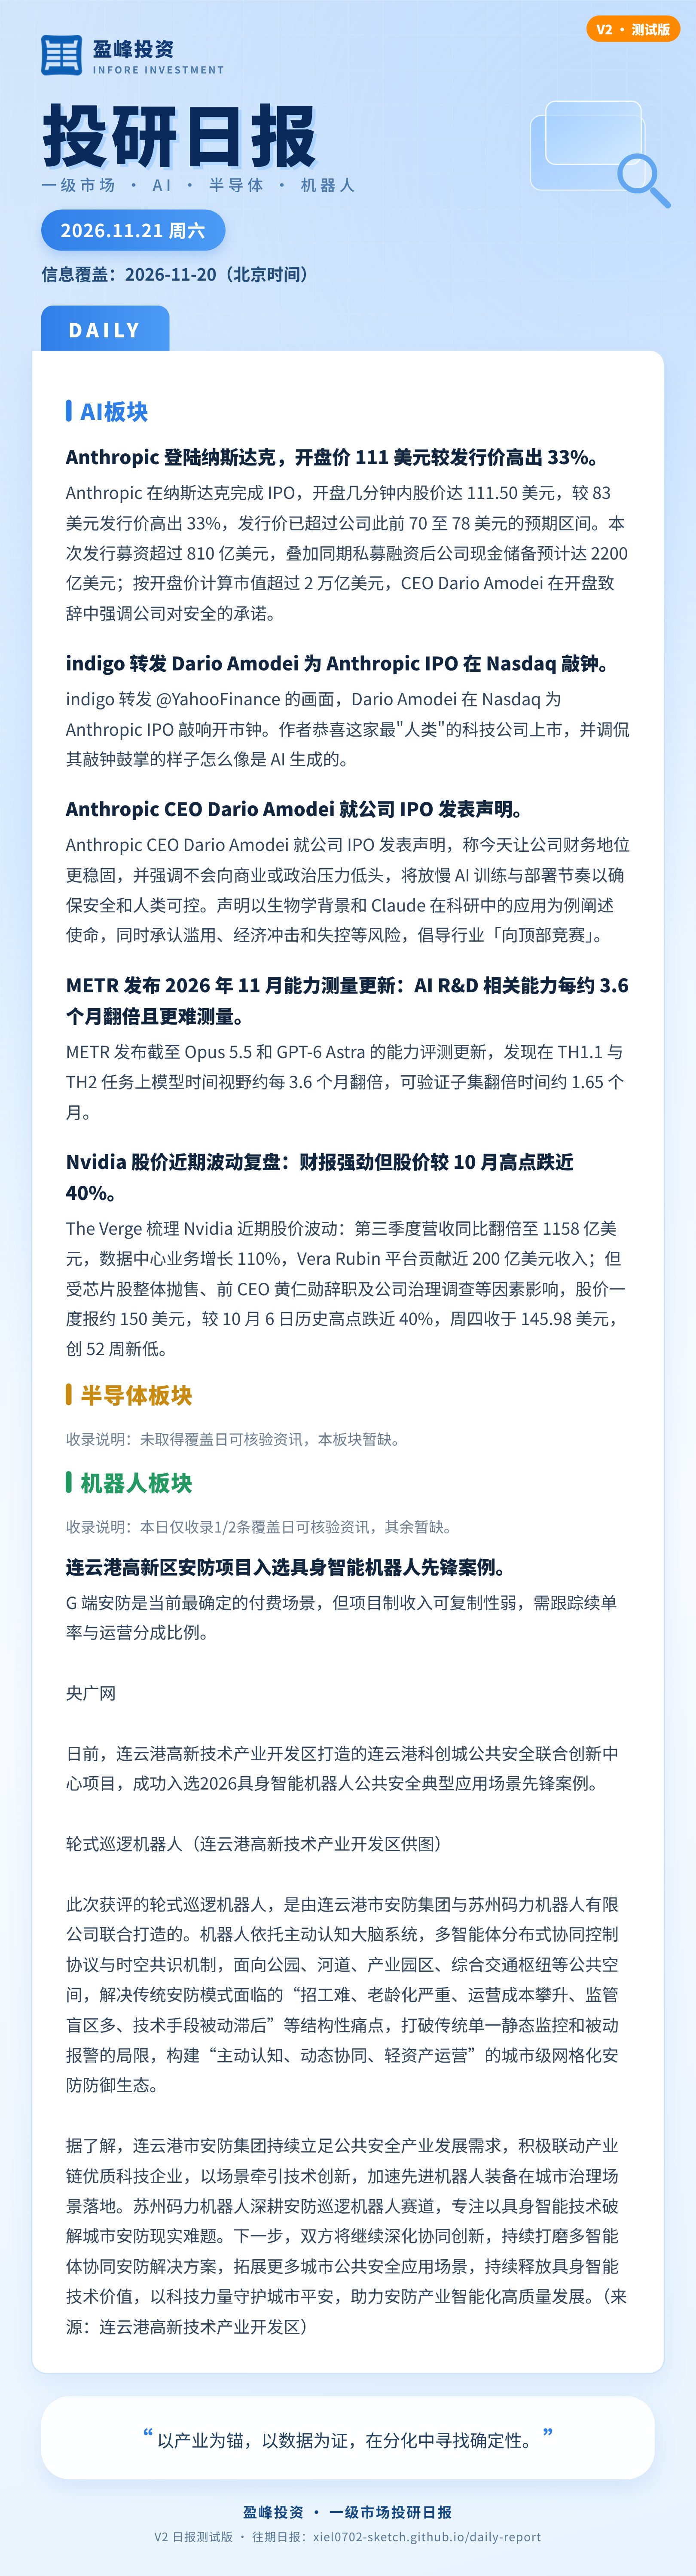 V2 · 测试版
盈峰投资
INFORE INVESTMENT
投研日报
一级市场 · AI · 半导体 · 机器人
2026.11.21 周六
信息覆盖：2026-11-20（北京时间）
DAILY
AI板块
Anthropic 登陆纳斯达克，开盘价 111 美元较发行价高出 33%。
Anthropic 在纳斯达克完成 IPO，开盘几分钟内股价达 111.50 美元，较 83
美元发行价高出 33%，发行价已超过公司此前 70 至 78 美元的预期区间。本
次发行募资超过 810 亿美元，叠加同期私募融资后公司现金储备预计达 2200
亿美元；按开盘价计算市值超过 2 万亿美元，CEO Dario Amodei 在开盘致
辞中强调公司对安全的承诺。
indigo 转发 Dario Amodei 为 Anthropic IPO 在 Nasdaq 敲钟。
indigo 转发 @YahooFinance 的画面，Dario Amodei 在 Nasdaq 为
Anthropic IPO 敲响开市钟。作者恭喜这家最"人类"的科技公司上市，并调侃
其敲钟鼓掌的样子怎么像是 AI 生成的。
Anthropic CEO Dario Amodei 就公司 IPO 发表声明。
Anthropic CEO Dario Amodei 就公司 IPO 发表声明，称今天让公司财务地位
更稳固，并强调不会向商业或政治压力低头，将放慢 AI 训练与部署节奏以确
保安全和人类可控。声明以生物学背景和 Claude 在科研中的应用为例阐述
使命，同时承认滥用、经济冲击和失控等风险，倡导行业「向顶部竞赛」。
METR 发布 2026 年 11 月能力测量更新：AI R&D 相关能力每约 3.6
个月翻倍且更难测量。
METR 发布截至 Opus 5.5 和 GPT-6 Astra 的能力评测更新，发现在 TH1.1 与
TH2 任务上模型时间视野约每 3.6 个月翻倍，可验证子集翻倍时间约 1.65 个
月。
Nvidia 股价近期波动复盘：财报强劲但股价较 10 月高点跌近
40%。
The Verge 梳理 Nvidia 近期股价波动：第三季度营收同比翻倍至 1158 亿美
元，数据中心业务增长 110%，Vera Rubin 平台贡献近 200 亿美元收入；但
受芯片股整体抛售、前 CEO 黄仁勋辞职及公司治理调查等因素影响，股价一
度报约 150 美元，较 10 月 6 日历史高点跌近 40%，周四收于 145.98 美元，
创 52 周新低。
半导体板块
收录说明：未取得覆盖日可核验资讯，本板块暂缺。
机器人板块
收录说明：本日仅收录1/2条覆盖日可核验资讯，其余暂缺。
连云港高新区安防项目入选具身智能机器人先锋案例。
G 端安防是当前最确定的付费场景，但项目制收入可复制性弱，需跟踪续单
率与运营分成比例。
央广网
日前，连云港高新技术产业开发区打造的连云港科创城公共安全联合创新中
心项目，成功入选2026具身智能机器人公共安全典型应用场景先锋案例。
轮式巡逻机器人（连云港高新技术产业开发区供图）
此次获评的轮式巡逻机器人，是由连云港市安防集团与苏州码力机器人有限
公司联合打造的。机器人依托主动认知大脑系统，多智能体分布式协同控制
协议与时空共识机制，面向公园、河道、产业园区、综合交通枢纽等公共空
间，解决传统安防模式面临的“招工难、老龄化严重、运营成本攀升、监管
盲区多、技术手段被动滞后”等结构性痛点，打破传统单一静态监控和被动
报警的局限，构建“主动认知、动态协同、轻资产运营”的城市级网格化安
防防御生态。
据了解，连云港市安防集团持续立足公共安全产业发展需求，积极联动产业
链优质科技企业，以场景牵引技术创新，加速先进机器人装备在城市治理场
景落地。苏州码力机器人深耕安防巡逻机器人赛道，专注以具身智能技术破
解城市安防现实难题。下一步，双方将继续深化协同创新，持续打磨多智能
体协同安防解决方案，拓展更多城市公共安全应用场景，持续释放具身智能
技术价值，以科技力量守护城市平安，助力安防产业智能化高质量发展。（来
源：连云港高新技术产业开发区）
“以产业为锚，以数据为证，在分化中寻找确定性。”
盈峰投资 · 一级市场投研日报
V2 日报测试版 · 往期日报：xiel0702-sketch.github.io/daily-report